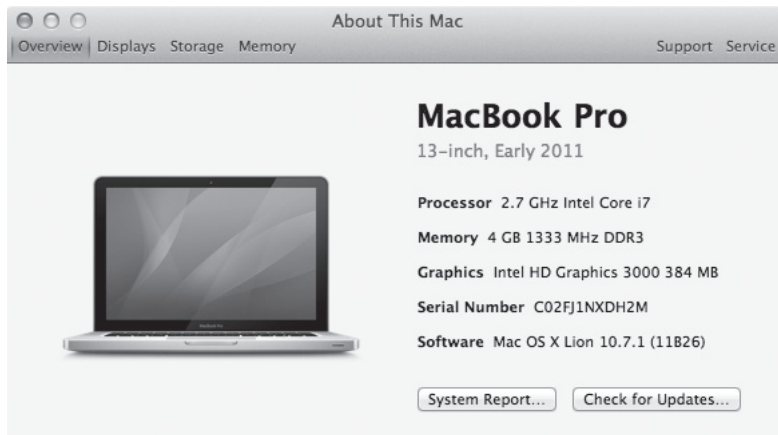 About This Mac
Overview Displays Storage Memory Support Service
MacBook Pro
13-inch, Early 2011
Processor 2.7 GHz Intel Core i7
Memory 4 GB 1333 MHz DDR3
Graphics Intel HD Graphics 3000 384 MB
Serial Number C02FJ1NXDH2M
Software Mac OS X Lion 10.7.1 (11B26)
MacBook Pro
System Report... Check for Updates...